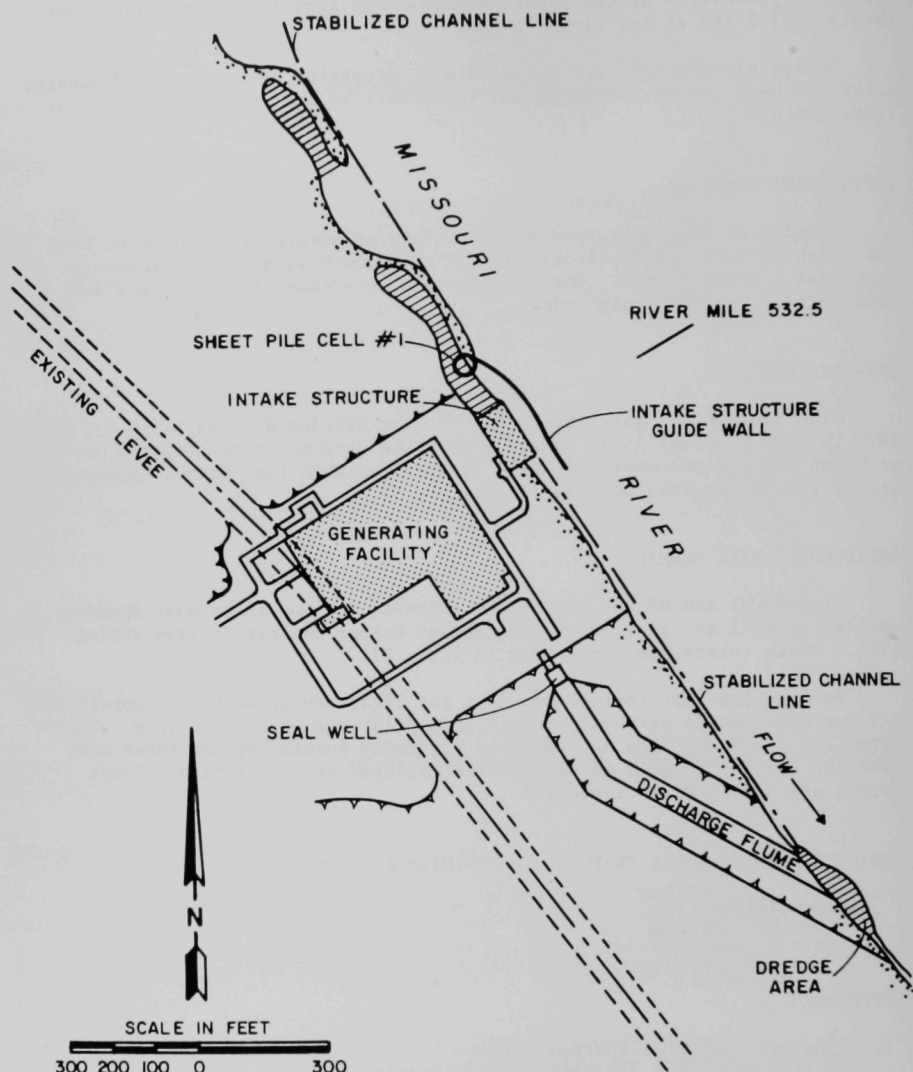 STABILIZED CHANNEL LINE
MISSOURI
RIVER MILE 532.5
SHEET PILE CELL #1
INTAKE STRUCTURE
INTAKE STRUCTURE
GUIDE WALL
EXISTING
LEVEE
RIVER
GENERATING
FACILITY
STABILIZED CHANNEL
LINE
SEAL WELL
FLOW
DISCHARGE FLUME
N
DREDGE
AREA
SCALE IN FEET
300 200 100 0 300